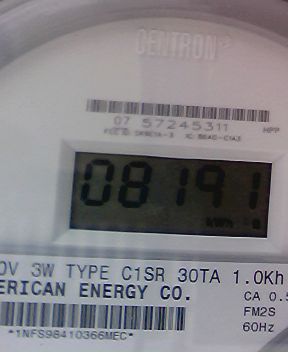 CENTRON
07 57245311
HPP
08191
0V 3W TYPE C1SR 30TA 1.0Kh
ERICAN ENERGY CO.
CA 0.5
FM2S
60Hz
*1NFS98410366MEC*